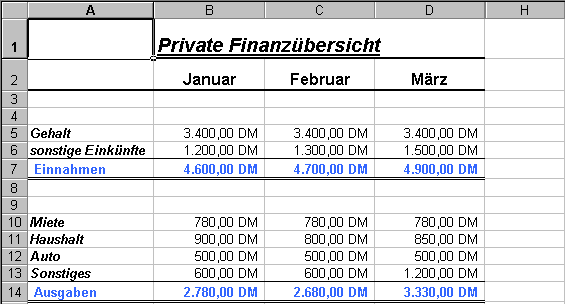 A B C D H
1 Private Finanzübersicht
2 Januar Februar März
3
4
5 Gehalt 3.400,00 DM 3.400,00 DM 3.400,00 DM
6 sonstige Einkünfte 1.200,00 DM 1.300,00 DM 1.500,00 DM
7 Einnahmen 4.600,00 DM 4.700,00 DM 4.900,00 DM
8
9
10 Miete 780,00 DM 780,00 DM 780,00 DM
11 Haushalt 900,00 DM 800,00 DM 850,00 DM
12 Auto 500,00 DM 500,00 DM 500,00 DM
13 Sonstiges 600,00 DM 600,00 DM 1.200,00 DM
14 Ausgaben 2.780,00 DM 2.680,00 DM 3.330,00 DM